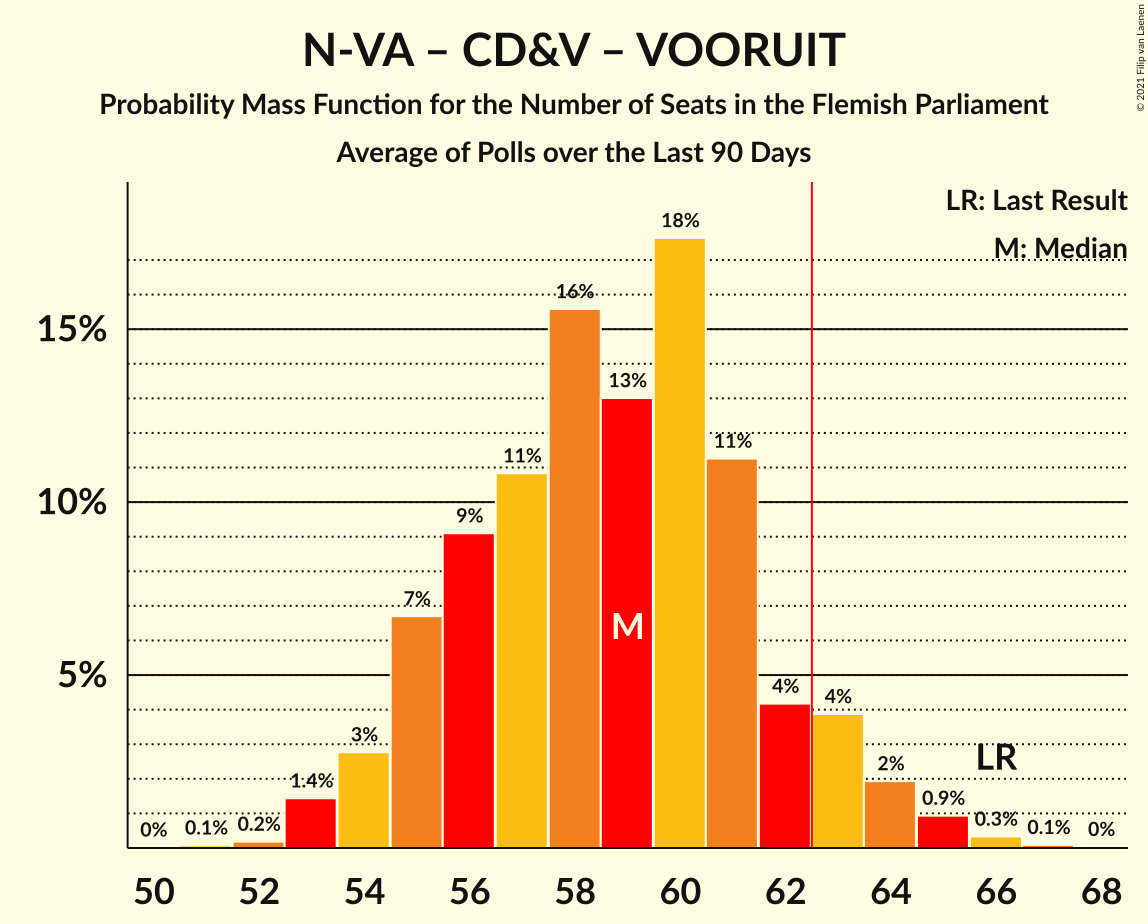 N-VA – CD&V – VOORUIT
Probability Mass Function for the Number of Seats in the Flemish Parliament
Average of Polls over the Last 90 Days
© 2021 Filip van Laenen
LR: Last Result
M: Median
18%
16%
15%
13%
11%
11%
10%
9%
7%
M
5%
4%
4%
3%
LR
2%
1.4%
0.9%
0.3%
0% 0.1% 0.2%
0.1% 0%
50 52 54 56 58 60 62 64 66 68